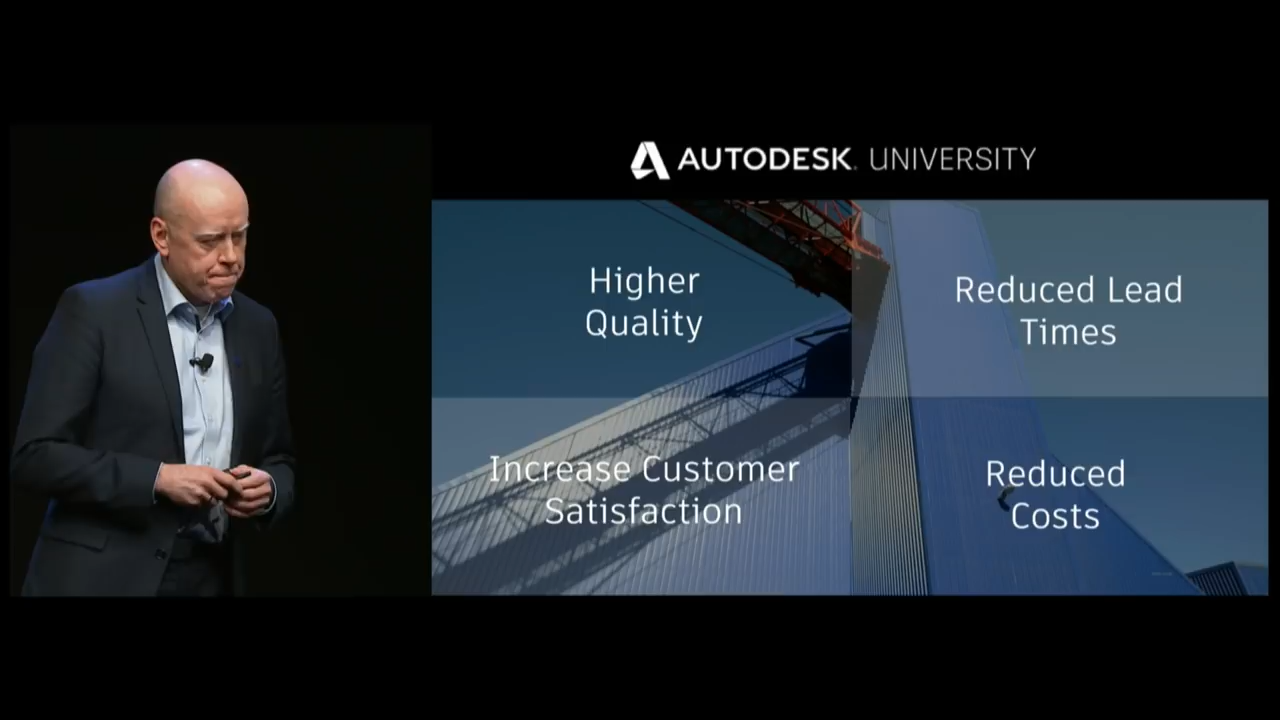 AUTODESK. UNIVERSITY
Higher
Quality
Reduced Lead
Times
Increase Customer
Satisfaction
Reduced
Costs